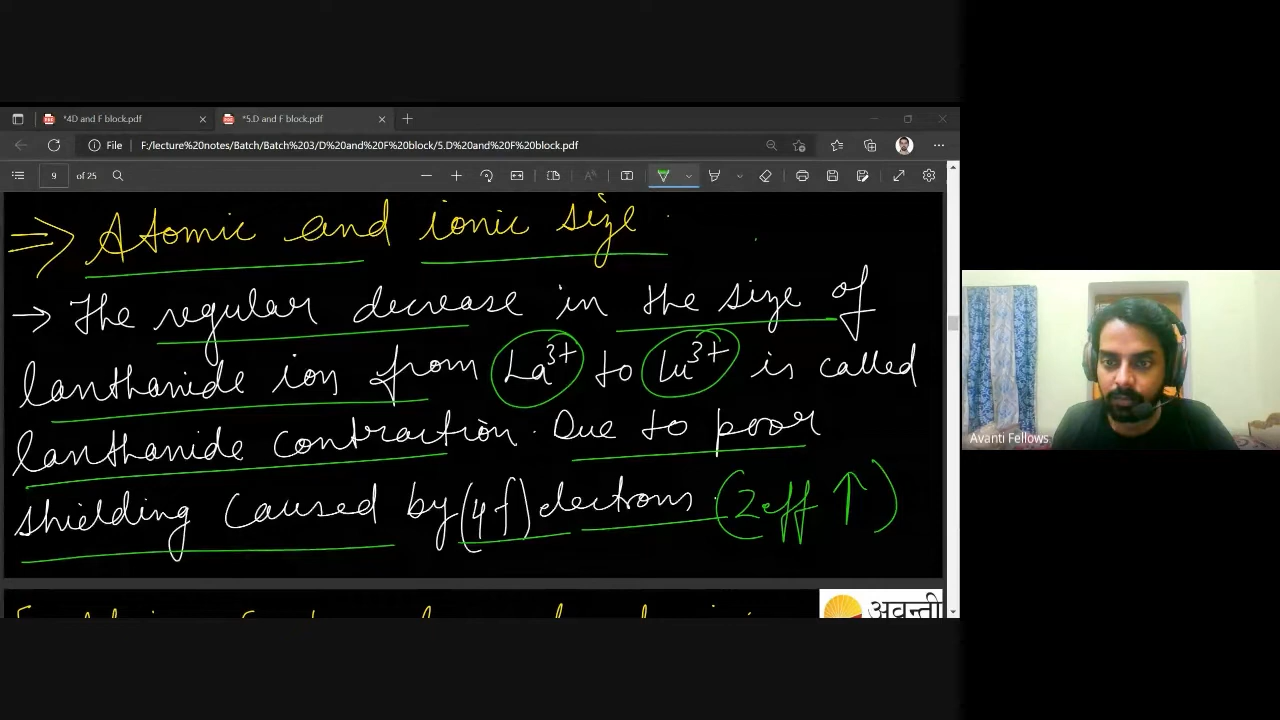 *4D and F block.pdf
*5.D and F block.pdf
File
F:/lecture%20notes/Batch/Batch%203/D%20and%20F%20block/5.D%20and%20F%20block.pdf
9 of 25
⇒ Atomic and ionic size.
→ The regular decrease in the size of
lanthanide ion from La³⁺ to Lu³⁺ is called
lanthanide contraction. Due to poor
shielding caused by (4f) electrons (Zeff ↑)
अवन्ती
Avanti Fellows